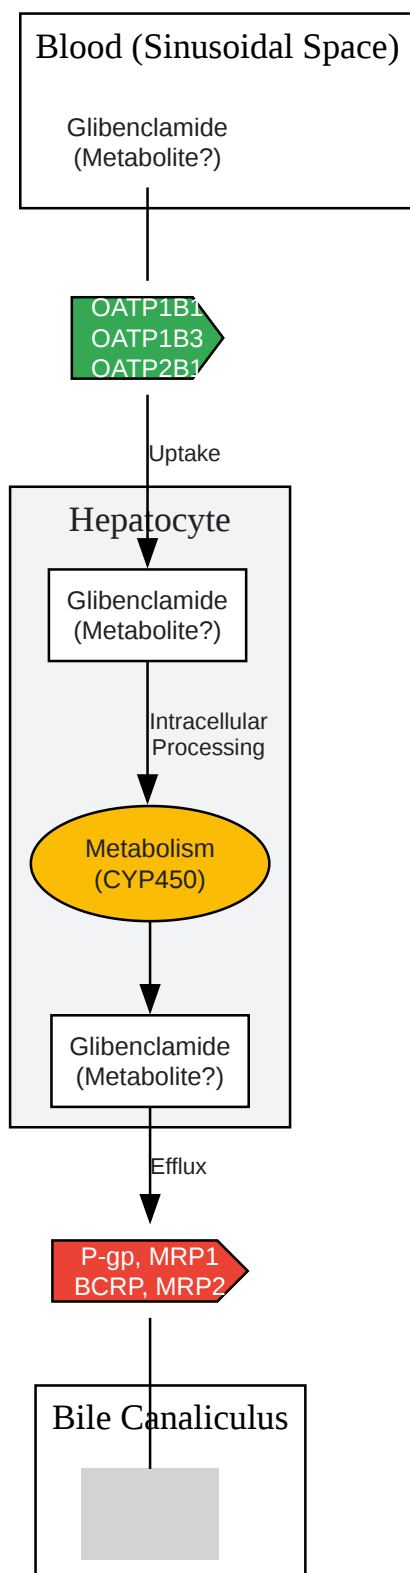 Blood (Sinusoidal Space)
Glibenclamide
(Metabolite?)
OATP1B1
OATP1B3
OATP2B1
Uptake
Hepatocyte
Glibenclamide
(Metabolite?)
Intracellular
Processing
Metabolism
(CYP450)
Glibenclamide
(Metabolite?)
Efflux
P-gp, MRP1
BCRP, MRP2
Bile Canaliculus